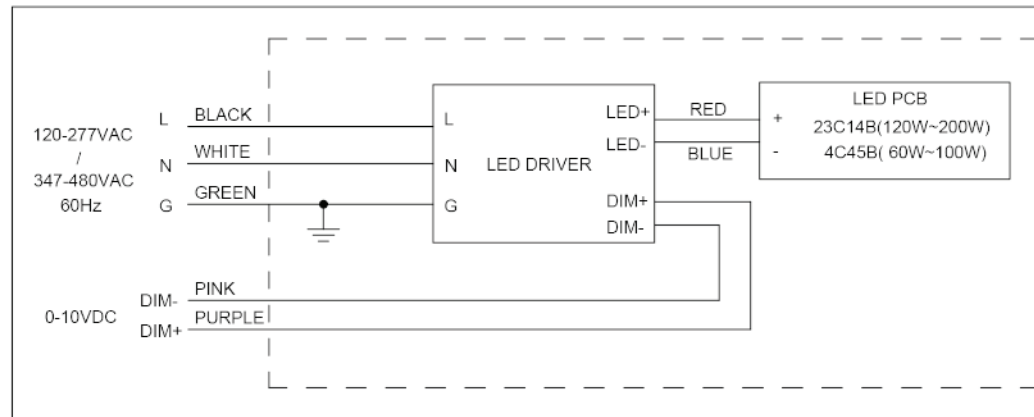 120-277VAC
/
347-480VAC
60Hz
L BLACK
N WHITE
G GREEN
L
N
G
LED DRIVER
LED+
LED-
DIM+
DIM-
RED
BLUE
+
-
LED PCB
23C14B(120W~200W)
4C45B( 60W~100W)
0-10VDC
DIM- PINK
DIM+ PURPLE